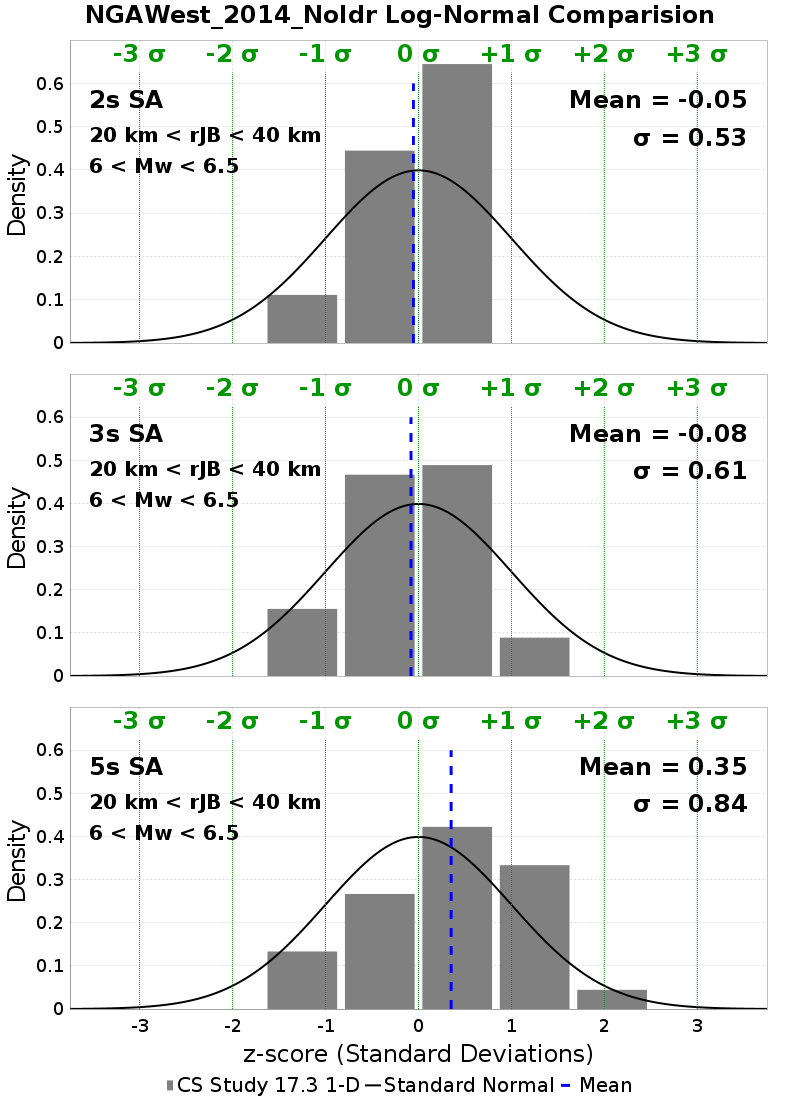 NGAWest_2014_NoIdr Log-Normal Comparision
-3 σ -2 σ -1 σ 0 σ +1 σ +2 σ +3 σ
2s SA
Mean = -0.05
20 km < rJB < 40 km
σ = 0.53
6 < Mw < 6.5
Density
0.6
0.5
0.4
0.3
0.2
0.1
0
-3 σ -2 σ -1 σ 0 σ +1 σ +2 σ +3 σ
3s SA
Mean = -0.08
20 km < rJB < 40 km
σ = 0.61
6 < Mw < 6.5
Density
0.6
0.5
0.4
0.3
0.2
0.1
0
-3 σ -2 σ -1 σ 0 σ +1 σ +2 σ +3 σ
5s SA
Mean = 0.35
20 km < rJB < 40 km
σ = 0.84
6 < Mw < 6.5
Density
0.6
0.5
0.4
0.3
0.2
0.1
0
-3 -2 -1 0 1 2 3
z-score (Standard Deviations)
CS Study 17.3 1-D Standard Normal Mean